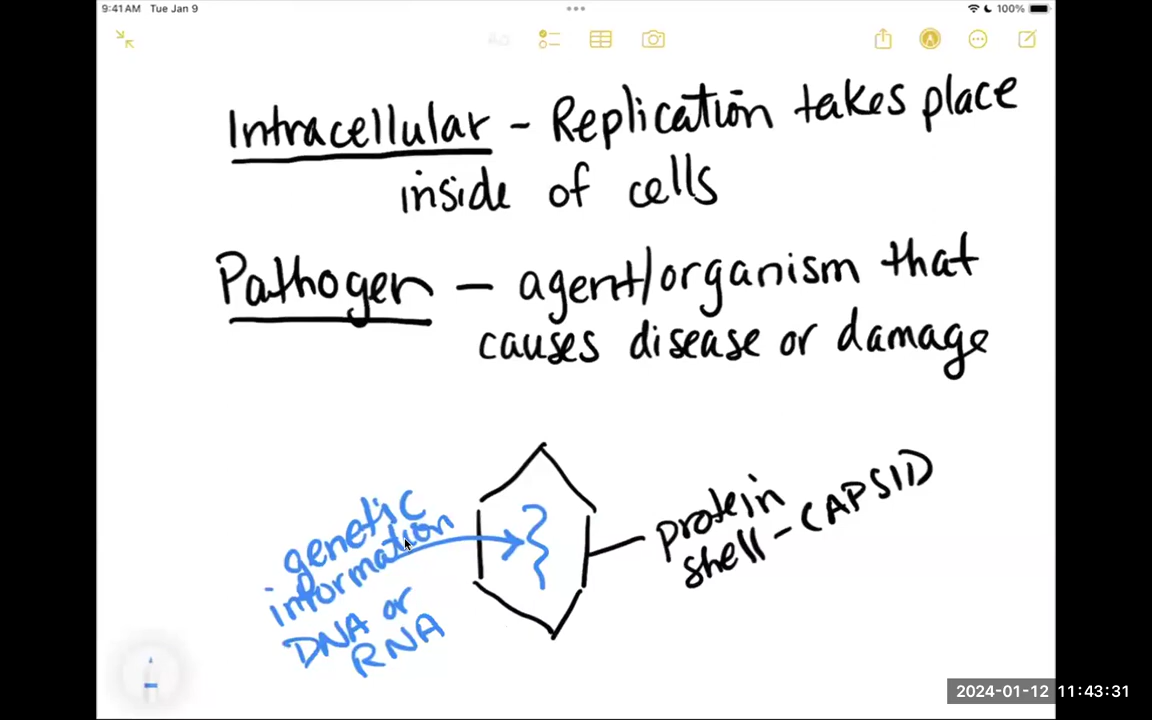 9:41 AM Tue Jan 9
100%
Intracellular - Replication takes place
inside of cells
Pathogen - agent/organism that
causes disease or damage
genetic
information
DNA or
RNA
protein
shell - CAPSID
2024-01-12 11:43:31